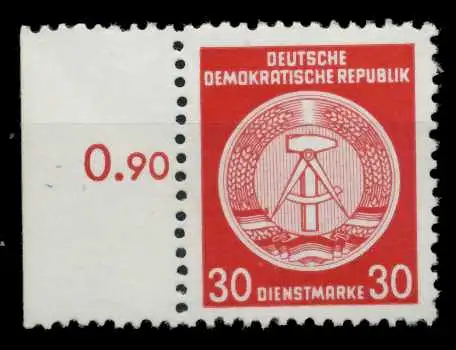 DEUTSCHE
DEMOKRATISCHE REPUBLIK
0.90
30 DIENSTMARKE 30